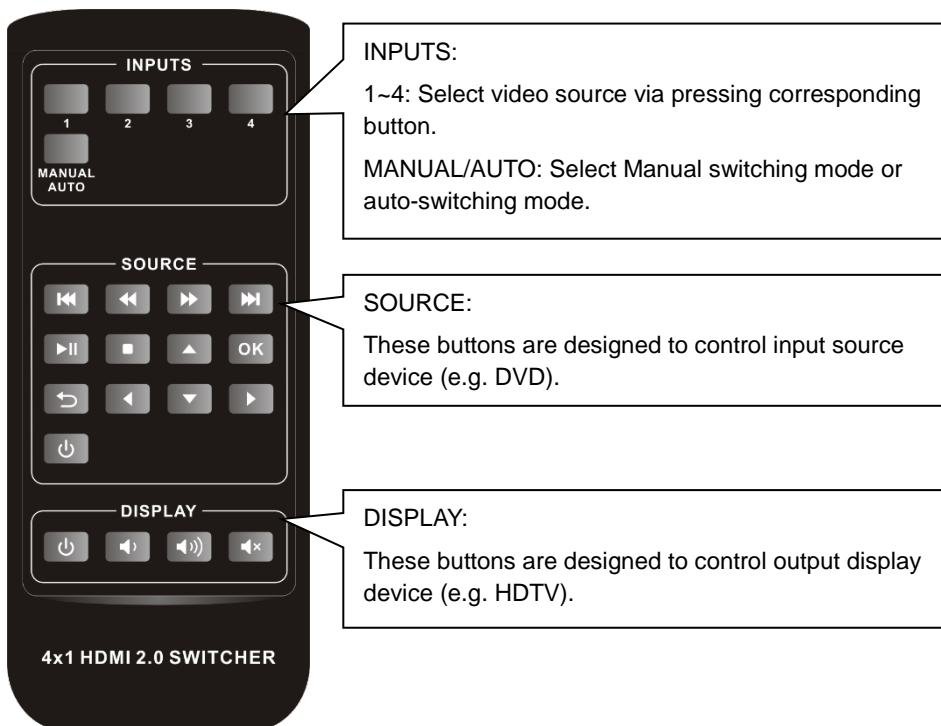 INPUTS
1 2 3 4
MANUAL
AUTO
SOURCE
OK
DISPLAY
4x1 HDMI 2.0 SWITCHER
INPUTS:
1~4: Select video source via pressing corresponding
button.
MANUAL/AUTO: Select Manual switching mode or
auto-switching mode.
SOURCE:
These buttons are designed to control input source
device (e.g. DVD).
DISPLAY:
These buttons are designed to control output display
device (e.g. HDTV).